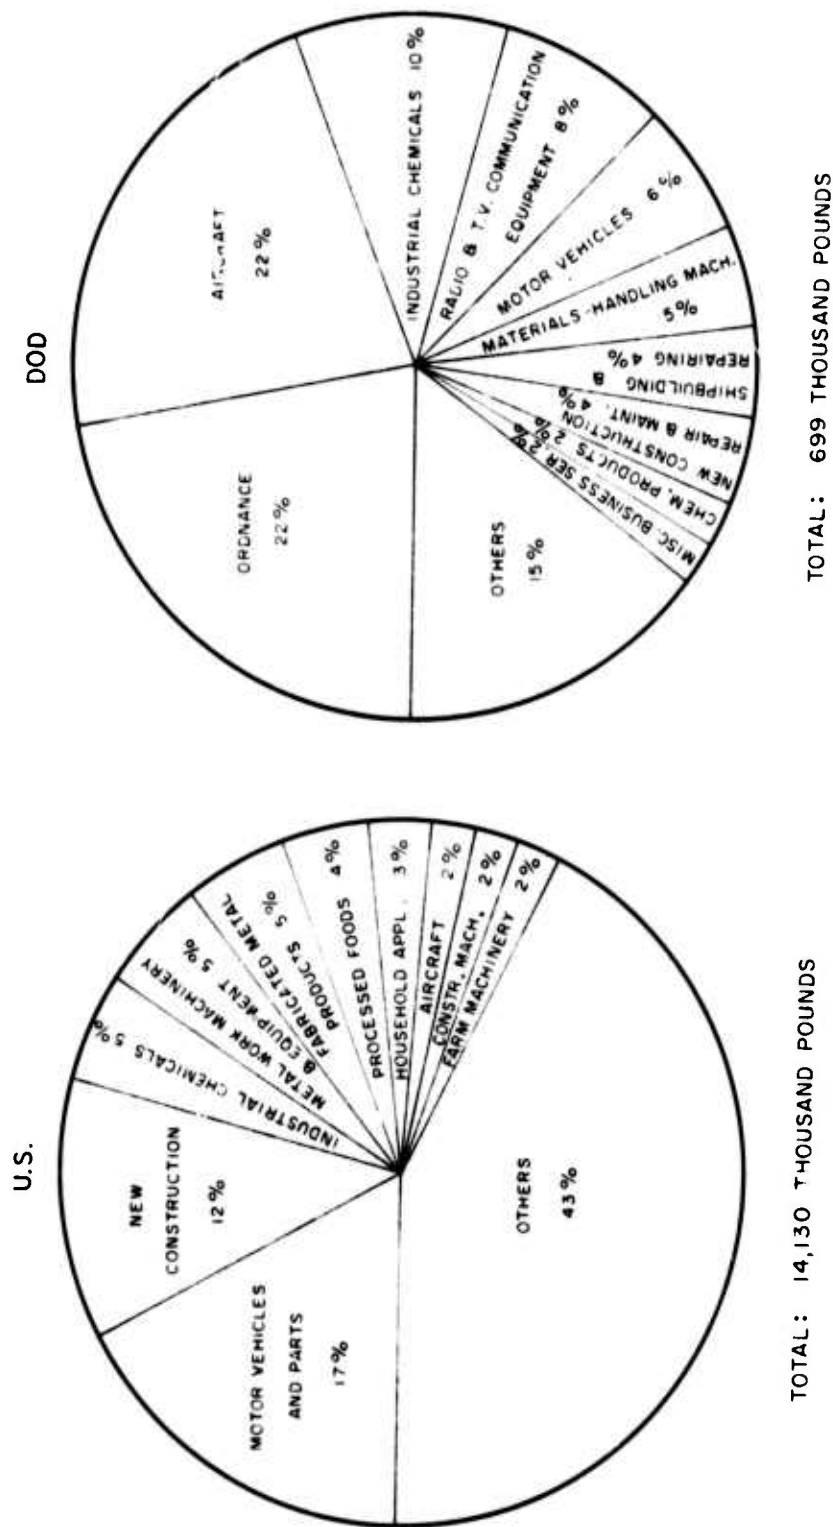 U.S.
MOTOR VEHICLES
AND PARTS
17%
NEW
CONSTRUCTION
12%
INDUSTRIAL CHEMICALS 5%
METAL WORK MACHINERY
& EQUIPMENT 5%
FABRICATED METAL
PRODUCTS 5%
PROCESSED FOODS 4%
HOUSEHOLD APPL. 3%
AIRCRAFT 2%
CONSTR. MACH. 2%
FARM MACHINERY 2%
OTHERS
43%
TOTAL: 14,130 THOUSAND POUNDS
DOD
ORDNANCE
22%
AIRCRAFT
22%
INDUSTRIAL CHEMICALS 10%
RADIO & T.V. COMMUNICATION
EQUIPMENT 8%
MOTOR VEHICLES 6%
MATERIALS-HANDLING MACH.
5%
SHIPBUILDING &
REPAIRING 4%
NEW CONSTRUCTION
REPAIR & MAINT. 4%
CHEM. PRODUCTS 2%
MISC. BUSINESS SER. 2%
OTHERS
15%
TOTAL: 699 THOUSAND POUNDS